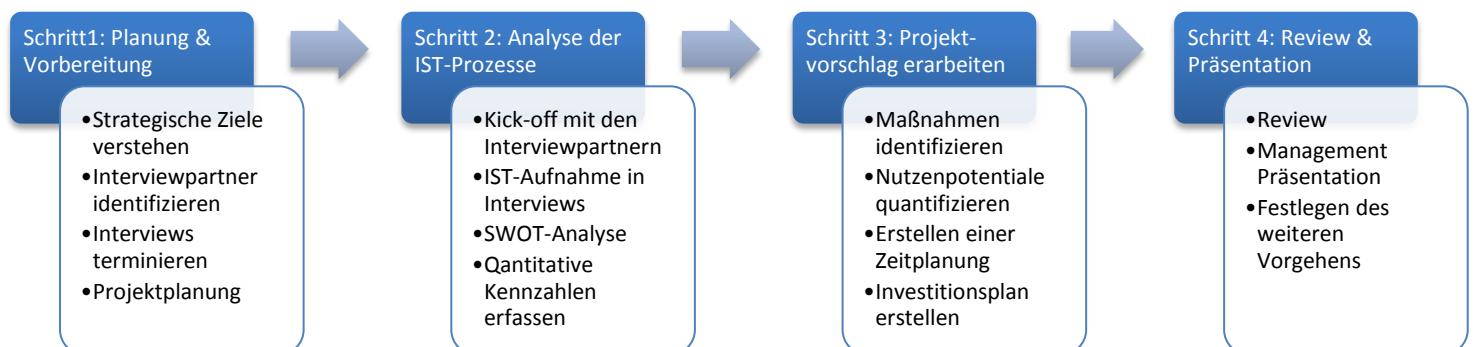 Schritt1: Planung &
Vorbereitung
•Strategische Ziele
verstehen
•Interviewpartner
identifizieren
•Interviews
terminieren
•Projektplanung
Schritt 2: Analyse der
IST-Prozesse
•Kick-off mit den
Interviewpartnern
•IST-Aufnahme in
Interviews
•SWOT-Analyse
•Qantitative
Kennzahlen
erfassen
Schritt 3: Projekt-
vorschlag erarbeiten
•Maßnahmen
identifizieren
•Nutzenpotentiale
quantifizieren
•Erstellen einer
Zeitplanung
•Investitionsplan
erstellen
Schritt 4: Review &
Präsentation
•Review
•Management
Präsentation
•Festlegen des
weiteren
Vorgehens